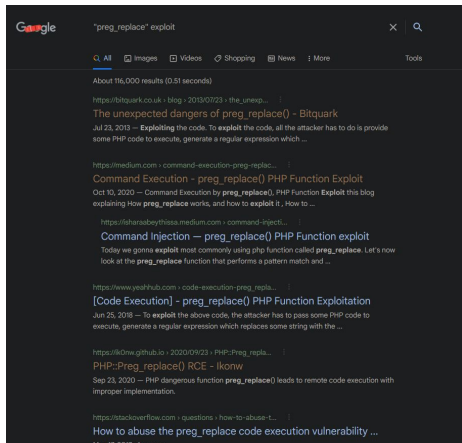 Google
"preg_replace" exploit
All
Images
Videos
Shopping
News
More
Tools
About 116,000 results (0.51 seconds)
https://bitquark.co.uk › blog › 2013/07/23 › the_unexp...
The unexpected dangers of preg_replace() - Bitquark
Jul 23, 2013 — Exploiting the code. To exploit the code, all the attacker has to do is provide
some PHP code to execute, generate a regular expression which ...
https://medium.com › command-execution-preg-replac...
Command Execution - preg_replace() PHP Function Exploit
Oct 10, 2020 — Command Execution by preg_replace(), PHP Function Exploit this blog
explaining How preg_replace works, and how to exploit it , How to ...
https://isharaabeythissa.medium.com › command-injecti...
Command Injection — preg_replace() PHP Function exploit
Today we gonna exploit most commonly using php function called preg_replace. Let's now
look at the preg_replace function that performs a pattern match and ...
https://www.yeahhub.com › code-execution-preg_repla...
[Code Execution] - preg_replace() PHP Function Exploitation
Jun 25, 2018 — To exploit the above code, the attacker has to pass some PHP code to
execute, generate a regular expression which replaces some string with the ...
https://ik0nw.github.io › 2020/09/23 › PHP::Preg_repla...
PHP::Preg_replace() RCE - Ikonw
Sep 23, 2020 — PHP dangerous function preg_replace() leads to remote code execution with
improper implementation.
https://stackoverflow.com › questions › how-to-abuse-t...
How to abuse the preg_replace code execution vulnerability ...